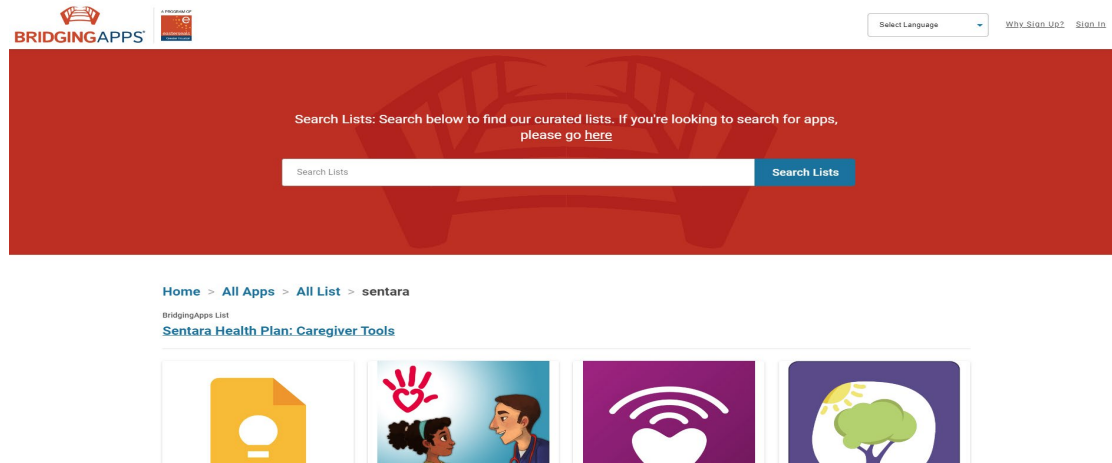 A PROGRAM OF
BRIDGINGAPPS®
Select Language
Why Sign Up?
Sign In
Search Lists: Search below to find our curated lists. If you're looking to search for apps,
please go here
Search Lists
Search Lists
Home > All Apps > All List > sentara
BridgingApps List
Sentara Health Plan: Caregiver Tools